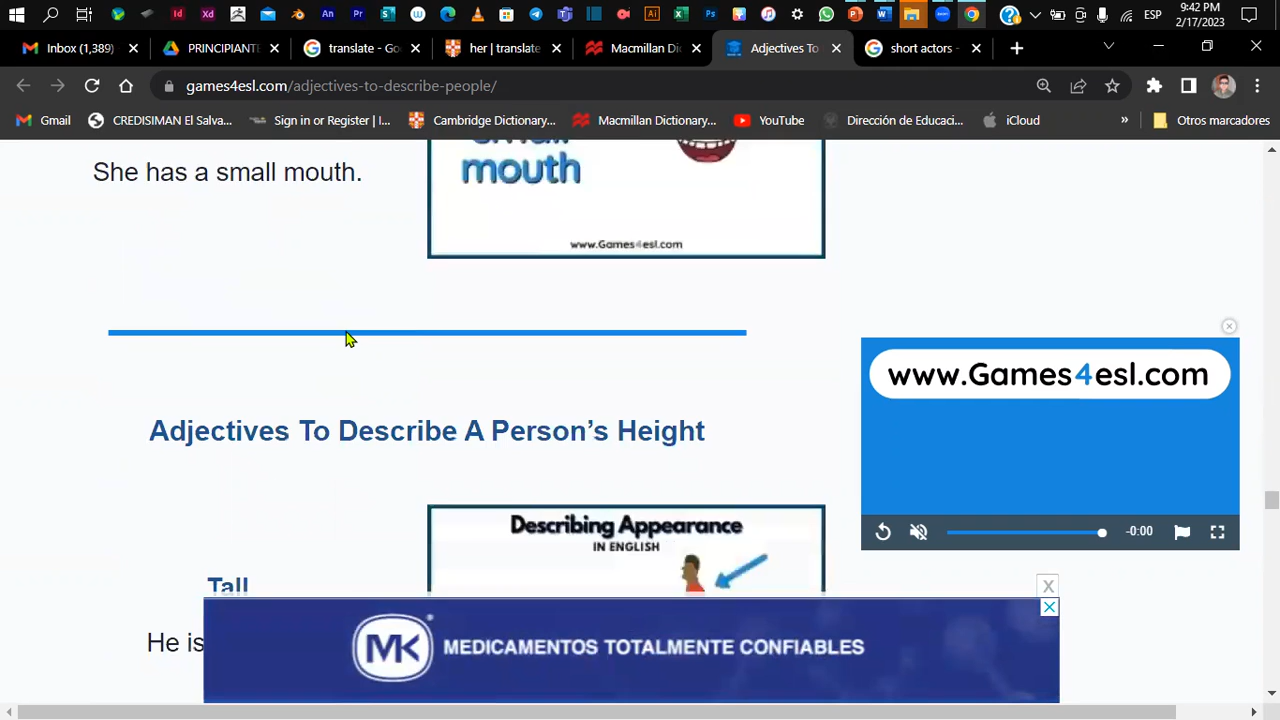 9:42 PM
ESP
2/17/2023
Inbox (1,389)
PRINCIPIANT
translate - Go
her | translate
Macmillan Di
Adjectives To
short actors -
games4esl.com/adjectives-to-describe-people/
Gmail
CREDISIMAN El Salva...
Sign in or Register | I...
Cambridge Dictionary...
Macmillan Dictionary...
YouTube
Dirección de Educaci...
iCloud
»
Otros marcadores
She has a small mouth.
small
mouth
www.Games4esl.com
www.Games4esl.com
-0:00
Adjectives To Describe A Person's Height
Describing Appearance
IN ENGLISH
Tall
He is
X
MK
MEDICAMENTOS TOTALMENTE CONFIABLES